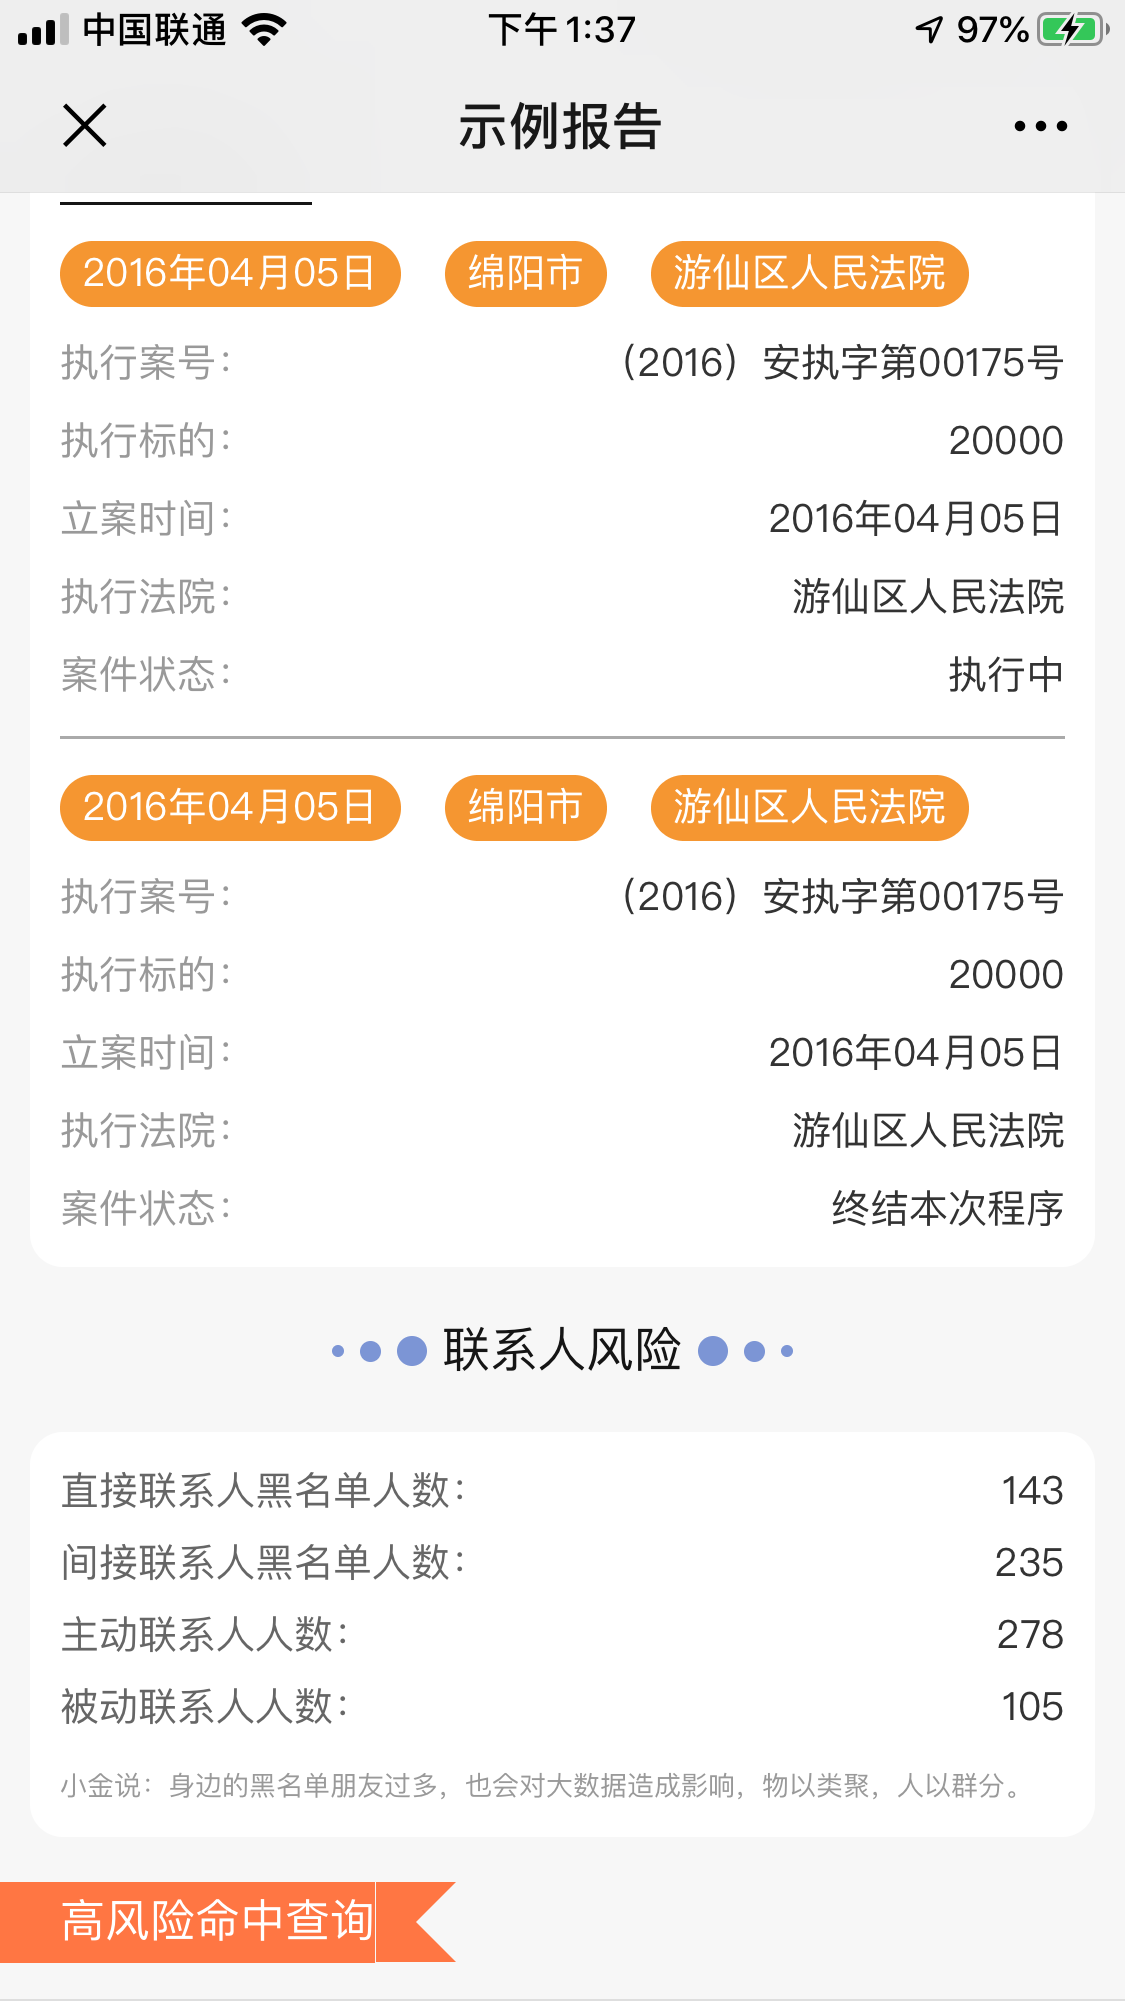 中国联通 下午 1:37 97%
示例报告
2016年04月05日 绵阳市 游仙区人民法院
执行案号： （2016）安执字第00175号
执行标的： 20000
立案时间： 2016年04月05日
执行法院： 游仙区人民法院
案件状态： 执行中
2016年04月05日 绵阳市 游仙区人民法院
执行案号： （2016）安执字第00175号
执行标的： 20000
立案时间： 2016年04月05日
执行法院： 游仙区人民法院
案件状态： 终结本次程序
联系人风险
直接联系人黑名单人数： 143
间接联系人黑名单人数： 235
主动联系人人数： 278
被动联系人人数： 105
小金说：身边的黑名单朋友过多，也会对大数据造成影响，物以类聚，人以群分。
高风险命中查询